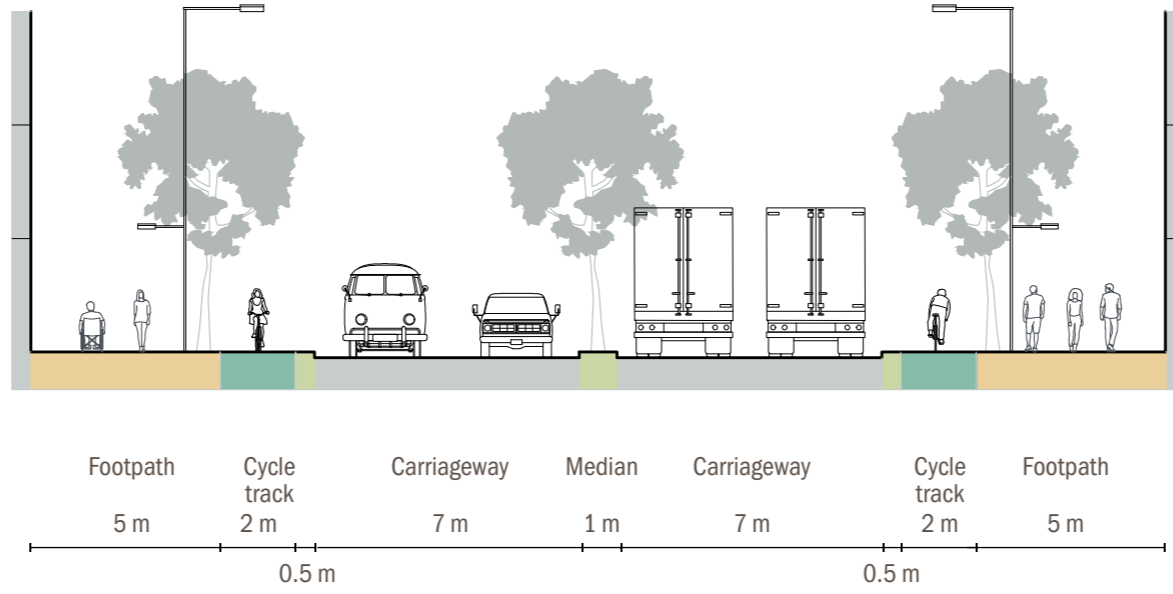 Footpath Cycle Carriageway Median Carriageway Cycle Footpath
track track
5 m 2 m 7 m 1 m 7 m 2 m 5 m
0.5 m 0.5 m